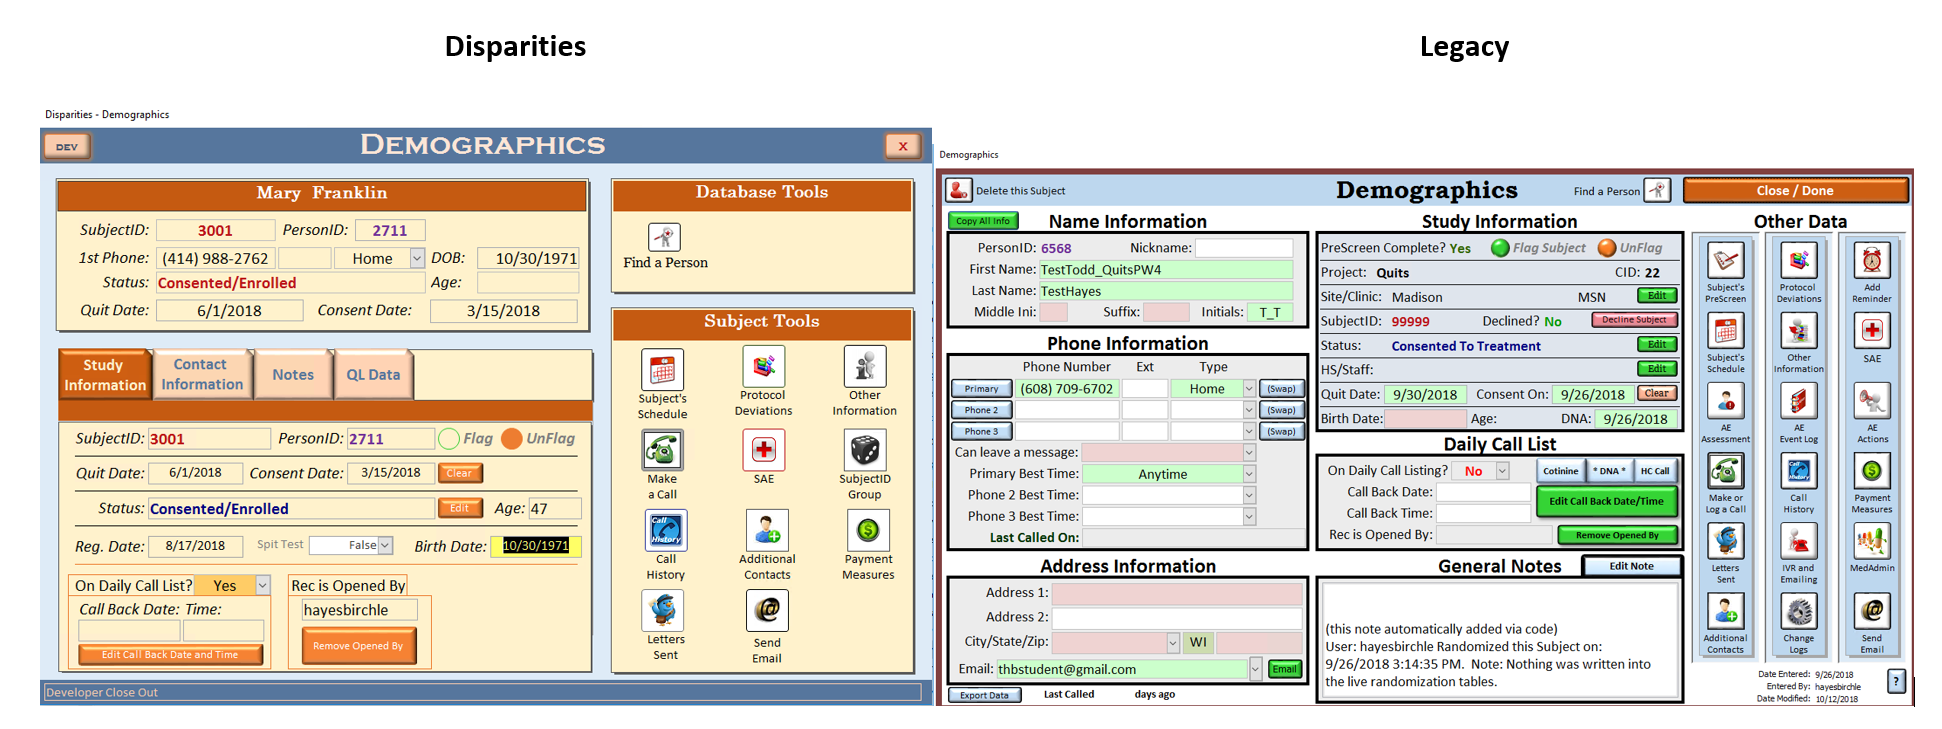 Disparities
Legacy
Disparities - Demographics
DEV
DEMOGRAPHICS
X
Mary Franklin
SubjectID: 3001 PersonID: 2711
1st Phone: (414) 988-2762 Home DOB: 10/30/1971
Status: Consented/Enrolled Age:
Quit Date: 6/1/2018 Consent Date: 3/15/2018
Study Information
Contact Information
Notes
QL Data
SubjectID: 3001 PersonID: 2711 Flag UnFlag
Quit Date: 6/1/2018 Consent Date: 3/15/2018 Clear
Status: Consented/Enrolled Edit Age: 47
Reg. Date: 8/17/2018 Spit Test False Birth Date: 10/30/1971
On Daily Call List? Yes
Call Back Date: Time:
Edit Call Back Date and Time
Rec is Opened By
hayesbirchle
Remove Opened By
Database Tools
Find a Person
Subject Tools
Subject's Schedule
Protocol Deviations
Other Information
Make a Call
SAE
SubjectID Group
Call History
Call History
Additional Contacts
Payment Measures
Letters Sent
Send Email
Developer Close Out
Demographics
Delete this Subject
Demographics
Find a Person
Close / Done
Copy All Info
Name Information
PersonID: 6568 Nickname:
First Name: TestTodd_QuitsPW4
Last Name: TestHayes
Middle Ini: Suffix: Initials: T_T
Phone Information
Phone Number Ext Type
Primary (608) 709-6702 Home (Swap)
Phone 2 (Swap)
Phone 3 (Swap)
Can leave a message:
Primary Best Time: Anytime
Phone 2 Best Time:
Phone 3 Best Time:
Last Called On:
Address Information
Address 1:
Address 2:
City/State/Zip: WI
Email: thbstudent@gmail.com Email
Export Data Last Called days ago
Study Information
PreScreen Complete? Yes Flag Subject UnFlag
Project: Quits CID: 22
Site/Clinic: Madison MSN Edit
SubjectID: 99999 Declined? No Decline Subject
Status: Consented To Treatment Edit
HS/Staff: Edit
Quit Date: 9/30/2018 Consent On: 9/26/2018 Clear
Birth Date: Age: DNA: 9/26/2018
Daily Call List
On Daily Call Listing? No Cotinine * DNA * HC Call
Call Back Date:
Call Back Time:
Edit Call Back Date/Time
Rec is Opened By: Remove Opened By
General Notes Edit Note
(this note automatically added via code)
User: hayesbirchle Randomized this Subject on:
9/26/2018 3:14:35 PM. Note: Nothing was written into
the live randomization tables.
Other Data
Subject's PreScreen
Protocol Deviations
Add Reminder
Subject's Schedule
Other Information
SAE
AE Assessment
AE Event Log
AE Actions
Make or Log a Call
Call History
Call History
Payment Measures
Letters Sent
IVR and Emailing
MedAdmin
Additional Contacts
Change Logs
Send Email
Date Entered: 9/26/2018
Entered By: hayesbirchle
Date Modified: 10/12/2018
?